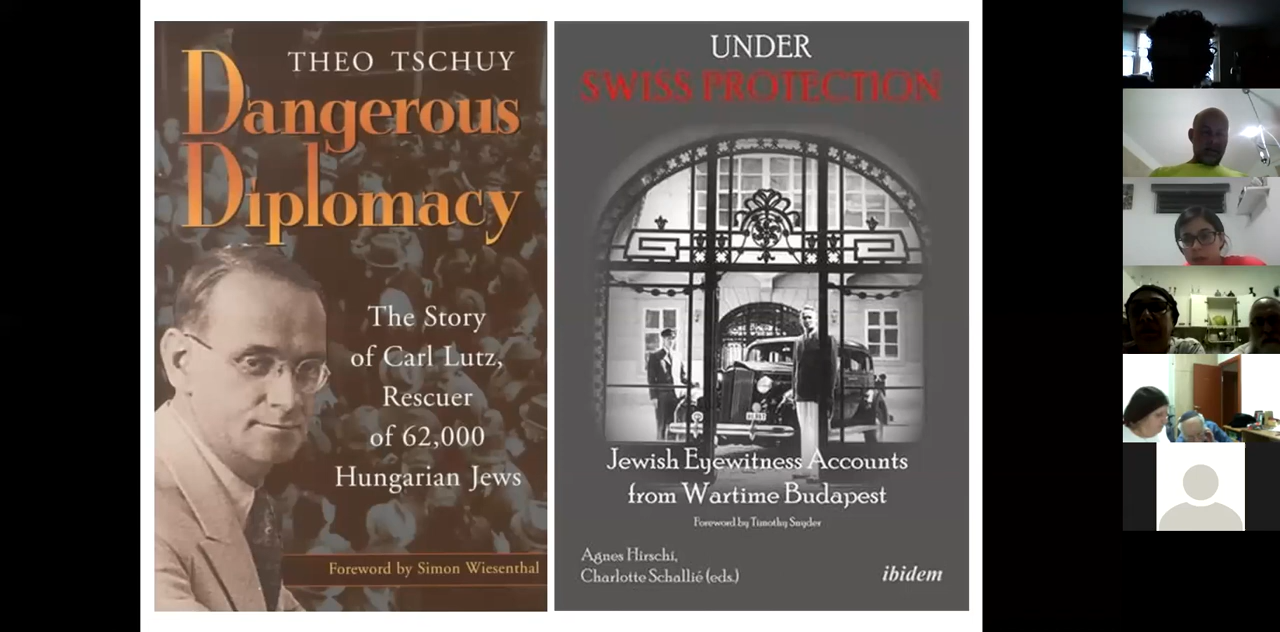 THEO TSCHUY
Dangerous
Diplomacy
The Story
of Carl Lutz,
Rescuer
of 62,000
Hungarian Jews
Foreword by Simon Wiesenthal
UNDER
SWISS PROTECTION
Jewish Eyewitness Accounts
from Wartime Budapest
Foreword by Timothy Snyder
Agnes Hirschi,
Charlotte Schallié (eds.)
ibidem